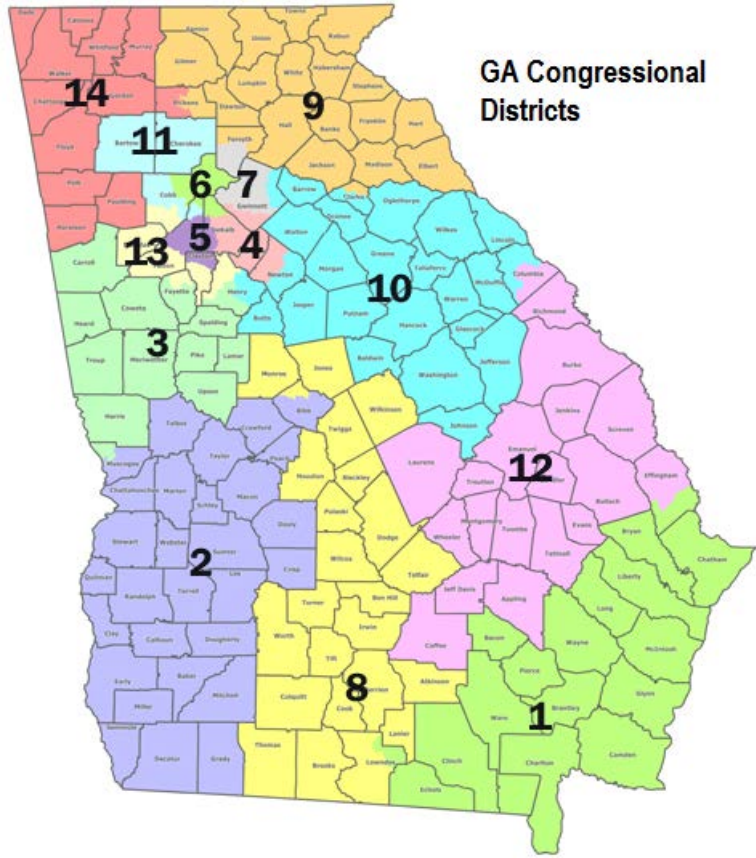 GA Congressional
Districts
Dade
Catoosa
Whitfield
Murray
Fannin
Union
Towne
Rabun
Gilmer
White
Habersham
Walker
Lumpkin
Stephens
14
Gordon
Pickens
Dawson
9
Hall
Banks
Franklin
Hart
Floyd
Bartow
11
Cherokee
Forsyth
Jackson
Madison
Elbert
Polk
Paulding
Cobb
6
7
Gwinnett
Barrow
Clarke
Oglethorpe
Haralson
Oconee
Wilkes
Lincoln
13
5
Dekalb
4
Walton
Carroll
Clayton
Newton
Morgan
Greene
Taliaferro
McDuffie
Columbia
Fayette
Henry
10
Warren
Richmond
Heard
Coweta
Spalding
Butts
Jasper
Putnam
Hancock
Glascock
3
Troup
Meriwether
Pike
Lamar
Monroe
Jones
Baldwin
Washington
Jefferson
Burke
Upson
Harris
Talbot
Crawford
Bibb
Twiggs
Wilkinson
Johnson
Jenkins
Screven
Muscogee
Taylor
Peach
Houston
Bleckley
Laurens
Emanuel
12
Effingham
Chattahoochee
Marion
Schley
Macon
Pulaski
Treutlen
Bulloch
Stewart
Webster
Sumter
Dooly
Dodge
Wheeler
Montgomery
Toombs
Evans
Bryan
2
Crisp
Wilcox
Telfair
Tattnall
Chatham
Quitman
Randolph
Terrell
Lee
Turner
Ben Hill
Jeff Davis
Appling
Liberty
Long
Clay
Calhoun
Dougherty
Worth
Irwin
Coffee
Bacon
Wayne
McIntosh
Early
Baker
Mitchell
Tift
Pierce
Miller
Colquitt
8
Cook
Berrien
Atkinson
Ware
1
Brantley
Glynn
Seminole
Decatur
Grady
Thomas
Brooks
Lowndes
Lanier
Clinch
Echols
Charlton
Camden